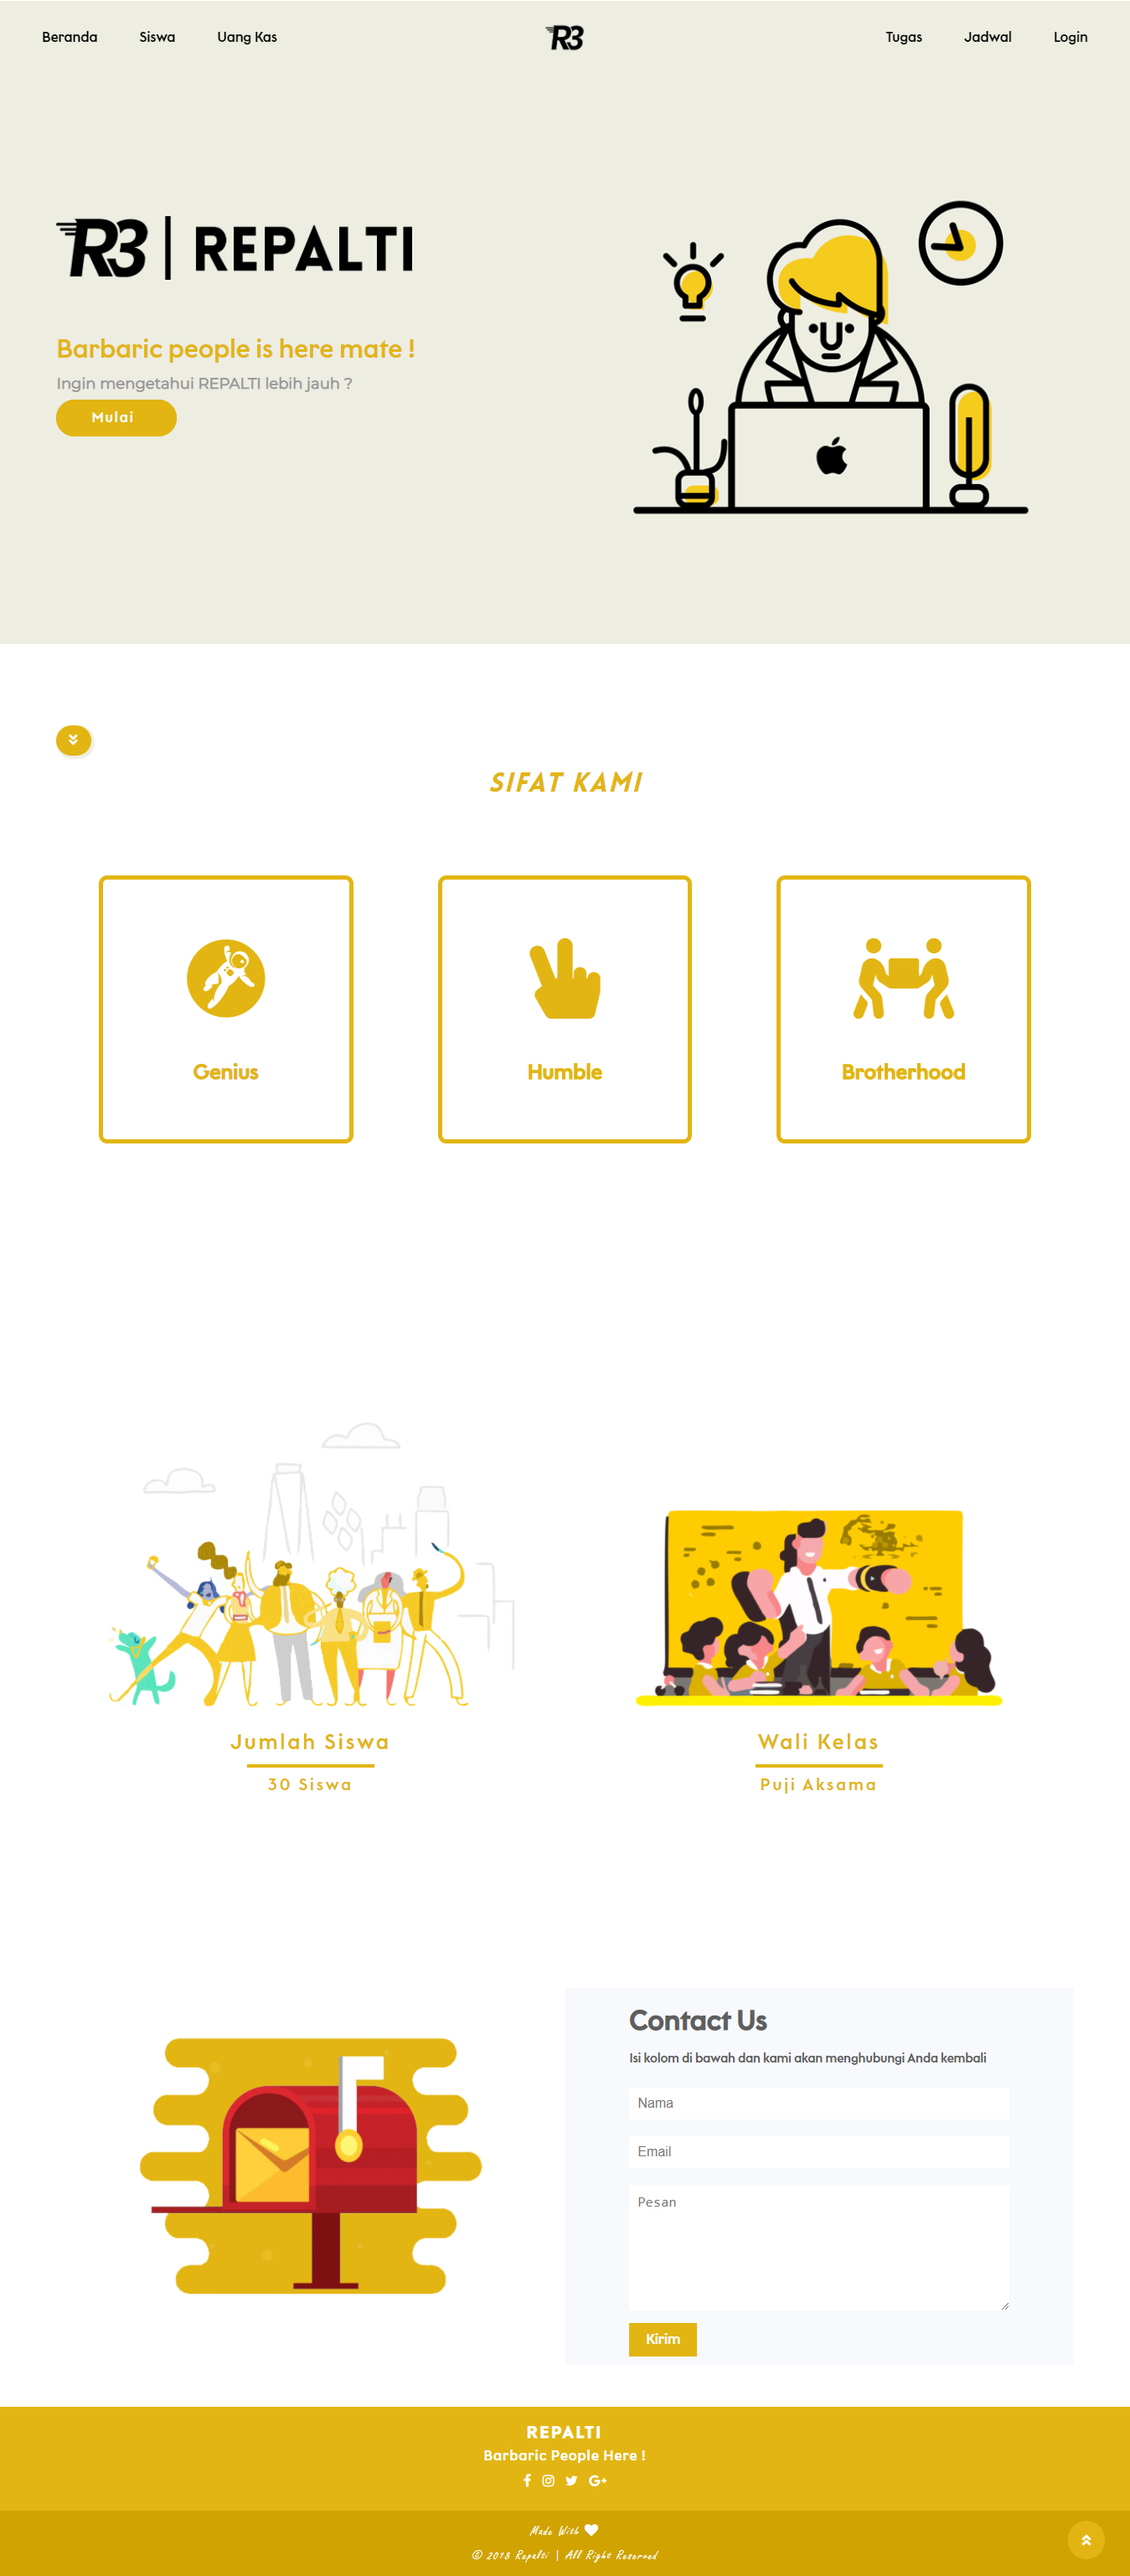 Beranda Siswa Uang Kas R3 Tugas Jadwal Login
R3 | REPALTI
Barbaric people is here mate !
Ingin mengetahui REPALTI lebih jauh ?
Mulai
SIFAT KAMI
Genius Humble Brotherhood
Jumlah Siswa
30 Siswa
Wali Kelas
Puji Aksama
Contact Us
Isi kolom di bawah dan kami akan menghubungi Anda kembali
Nama
Email
Pesan
Kirim
REPALTI
Barbaric People Here !
Made With
© 2018 Repalti | All Right Reserved